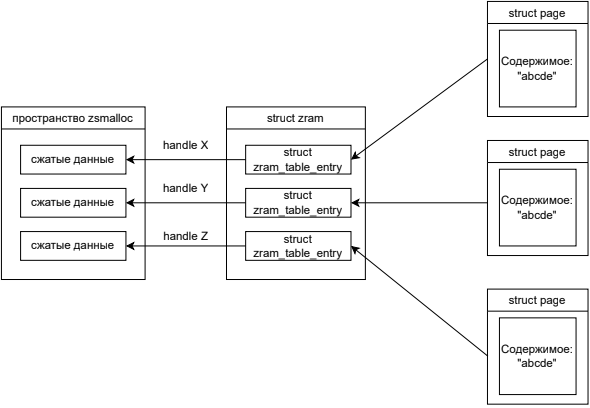 struct page
Содержимое:
"abcde"
пространство zsmalloc
struct zram
handle X
сжатые данные
struct
zram_table_entry
struct page
Содержимое:
"abcde"
handle Y
сжатые данные
struct
zram_table_entry
handle Z
сжатые данные
struct
zram_table_entry
struct page
Содержимое:
"abcde"